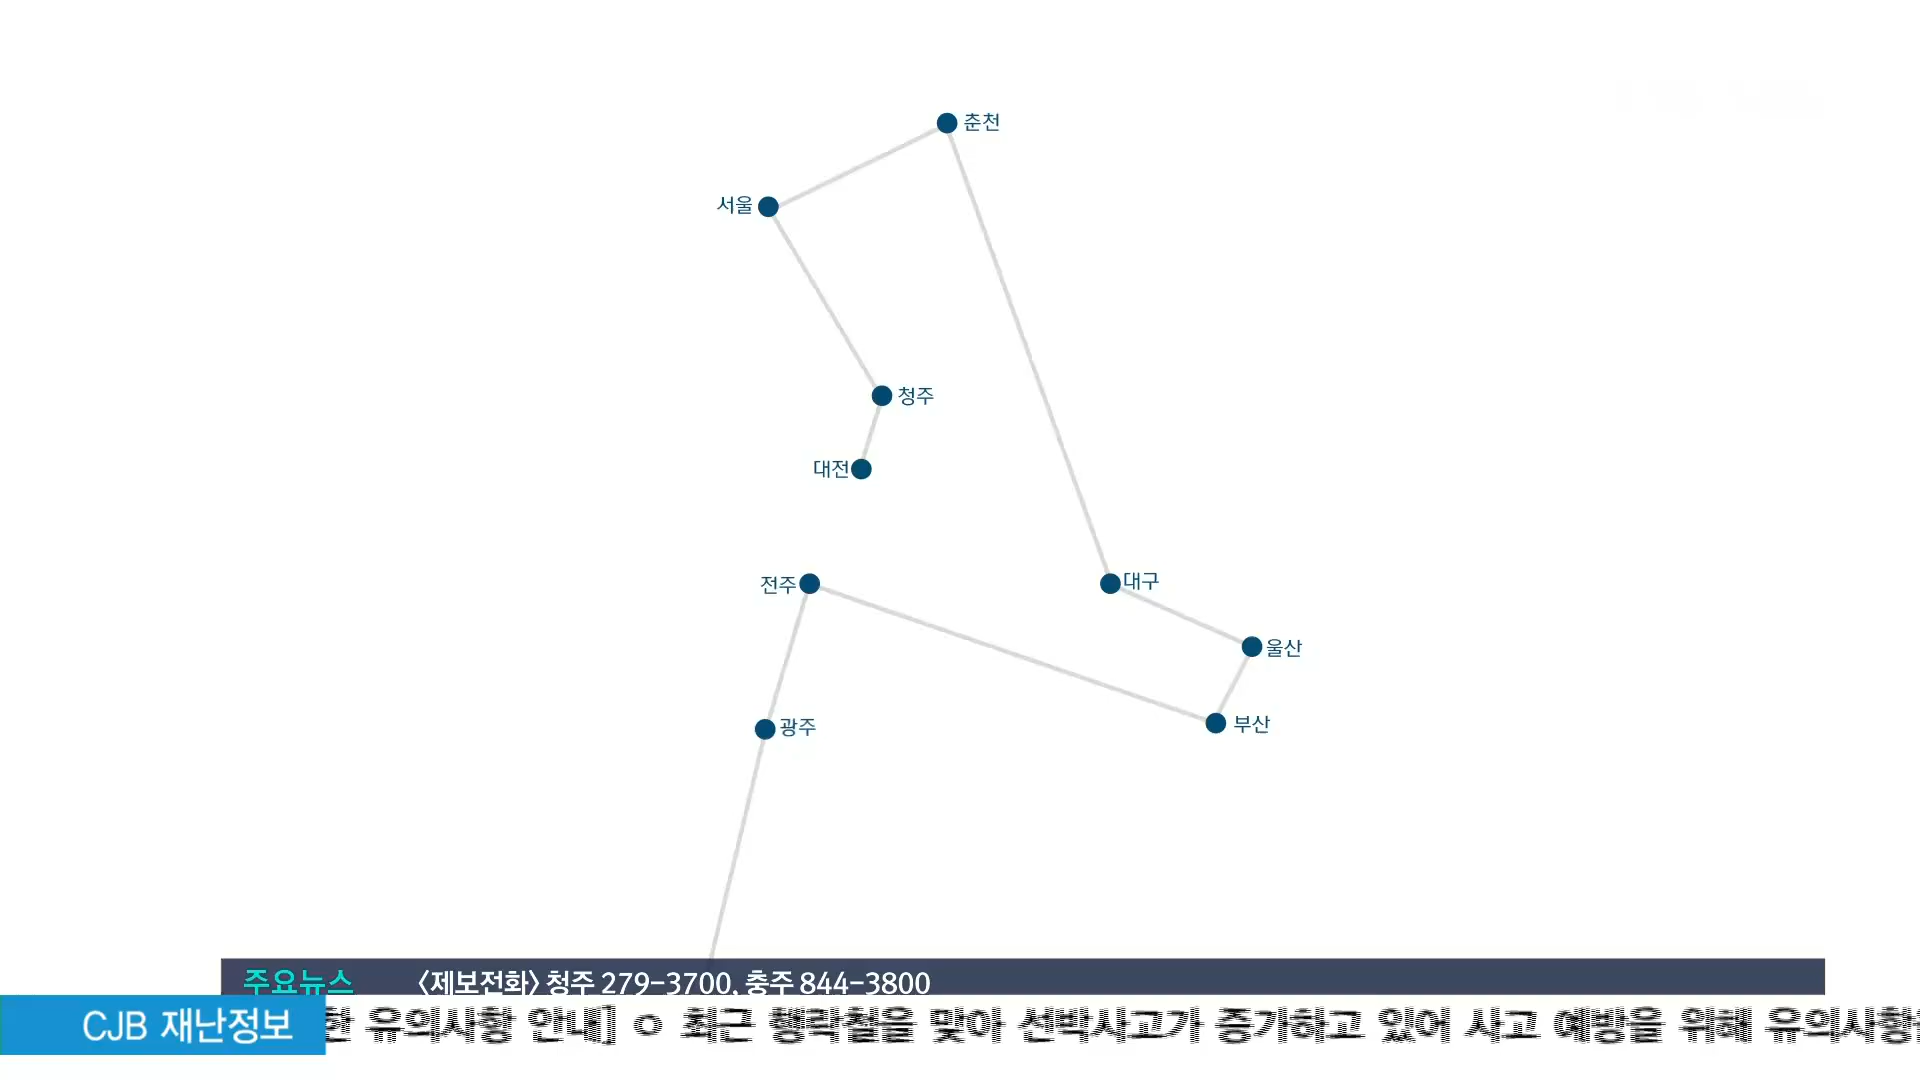 춘천
서울
청주
대전
전주
대구
울산
광주
부산
주요뉴스 〈제보전화〉 청주 279-3700, 충주 844-3800
CJB 재난정보 한 유의사항 안내] ㅇ 최근 행락철을 맞아 선박사고가 증가하고 있어 사고 예방을 위해 유의사항